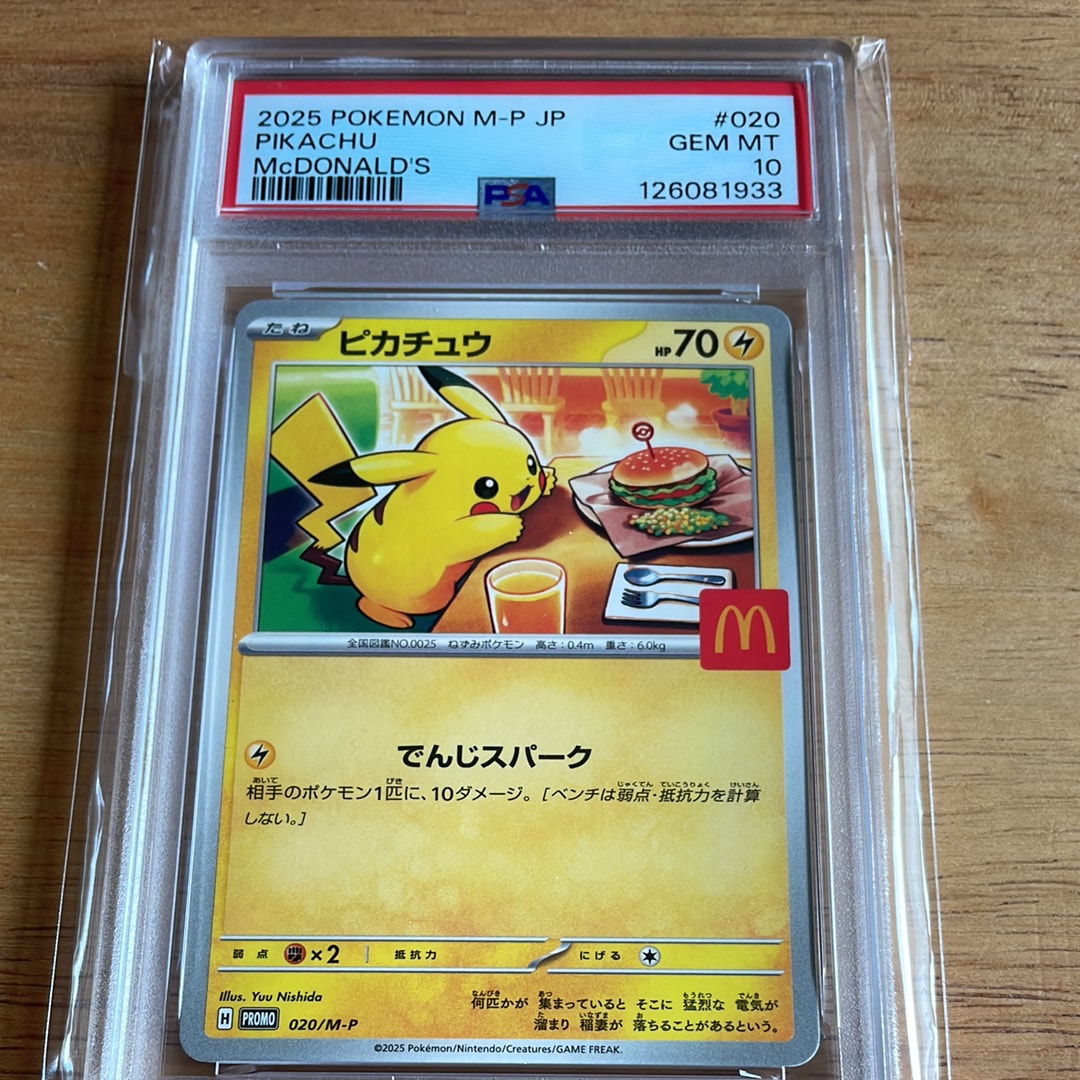 2025 POKEMON M-P JP #020
PIKACHU GEM MT
McDONALD'S 10
126081933
PSA
たね ピカチュウ HP70
全国図鑑NO.0025 ねずみポケモン 高さ:0.4m 重さ:6.0kg
M
でんじスパーク
相手のポケモン1匹に、10ダメージ。[ベンチは弱点・抵抗力を計算
しない。]
弱点 ×2 抵抗力 にげる
Illus. Yuu Nishida
何匹かが 集まっていると そこに 猛烈な 電気が
溜まり 稲妻が 落ちることがあるという。
H PROMO 020/M-P
©2025 Pokémon/Nintendo/Creatures/GAME FREAK.